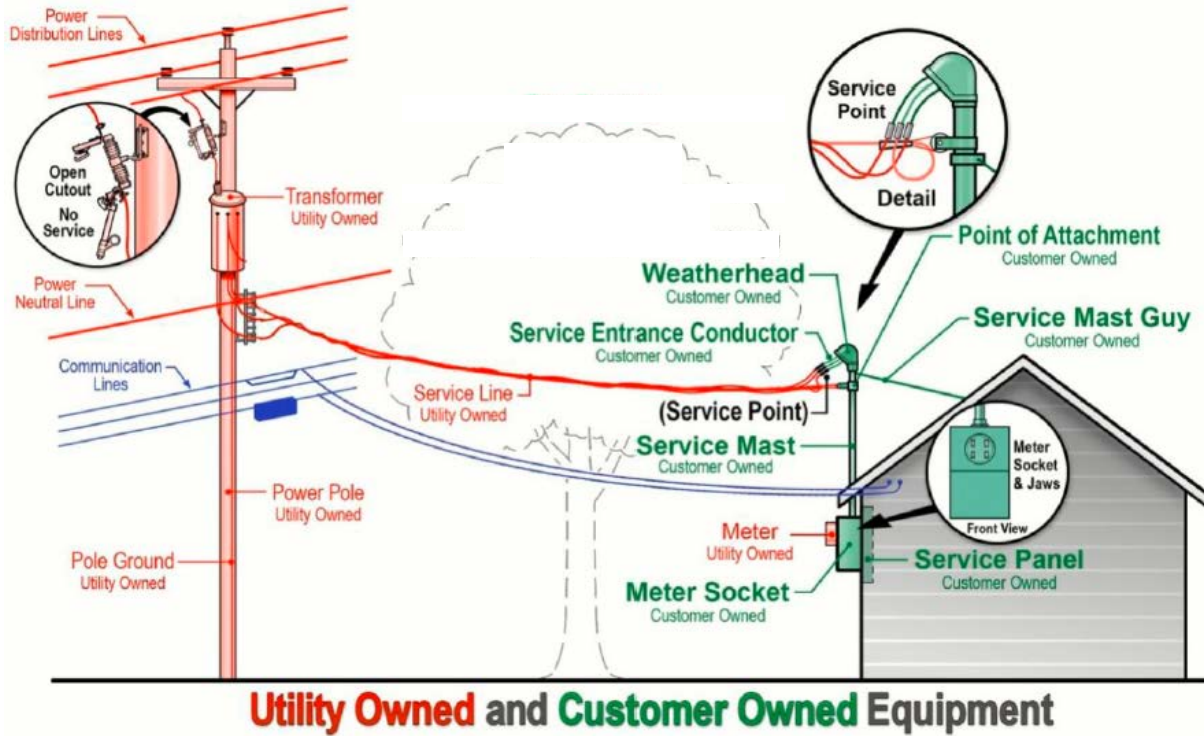 Power
Distribution Lines
Open
Cutout
No
Service
Transformer
Utility Owned
Power
Neutral Line
Communication
Lines
Service Line
Utility Owned
Power Pole
Utility Owned
Pole Ground
Utility Owned
Service
Point
Detail
Point of Attachment
Customer Owned
Weatherhead
Customer Owned
Service Entrance Conductor
Customer Owned
Service Mast Guy
Customer Owned
(Service Point)
Service Mast
Customer Owned
Meter
Socket
& Jaws
Front View
Meter
Utility Owned
Service Panel
Customer Owned
Meter Socket
Customer Owned
Utility Owned and Customer Owned Equipment